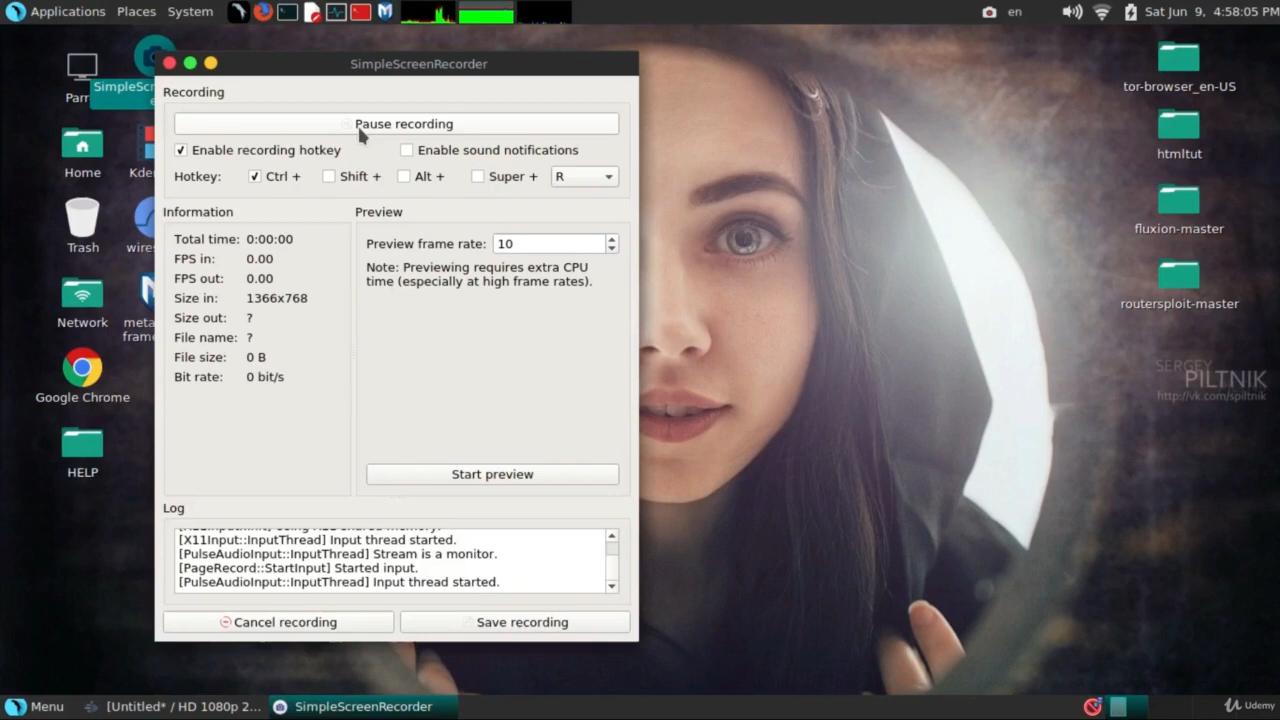 Applications Places System
en
Sat Jun 9, 4:58:05 PM
SimpleScreenRecorder
Recording
Pause recording
Enable recording hotkey
Enable sound notifications
Hotkey: Ctrl + Shift + Alt + Super + R
Information
Total time: 0:00:00
FPS in: 0.00
FPS out: 0.00
Size in: 1366x768
Size out: ?
File name: ?
File size: 0 B
Bit rate: 0 bit/s
Preview
Preview frame rate: 10
Note: Previewing requires extra CPU
time (especially at high frame rates).
Start preview
Log
[X11Input::InputThread] Input thread started.
[PulseAudioInput::InputThread] Stream is a monitor.
[PageRecord::StartInput] Started input.
[PulseAudioInput::InputThread] Input thread started.
Cancel recording
Save recording
SimpleScr
e
Parr
Home
Kde
Trash
wires
Network
meta
frame
Google Chrome
HELP
tor-browser_en-US
htmltut
fluxion-master
routersploit-master
SERGEY
PILTNIK
http://vk.com/spiltnik
Menu
[Untitled* / HD 1080p 2...
SimpleScreenRecorder
Udemy